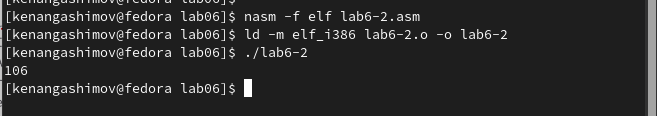 [kenangashimov@fedora lab06]$ nasm -f elf lab6-2.asm
[kenangashimov@fedora lab06]$ ld -m elf_i386 lab6-2.o -o lab6-2
[kenangashimov@fedora lab06]$ ./lab6-2
106
[kenangashimov@fedora lab06]$